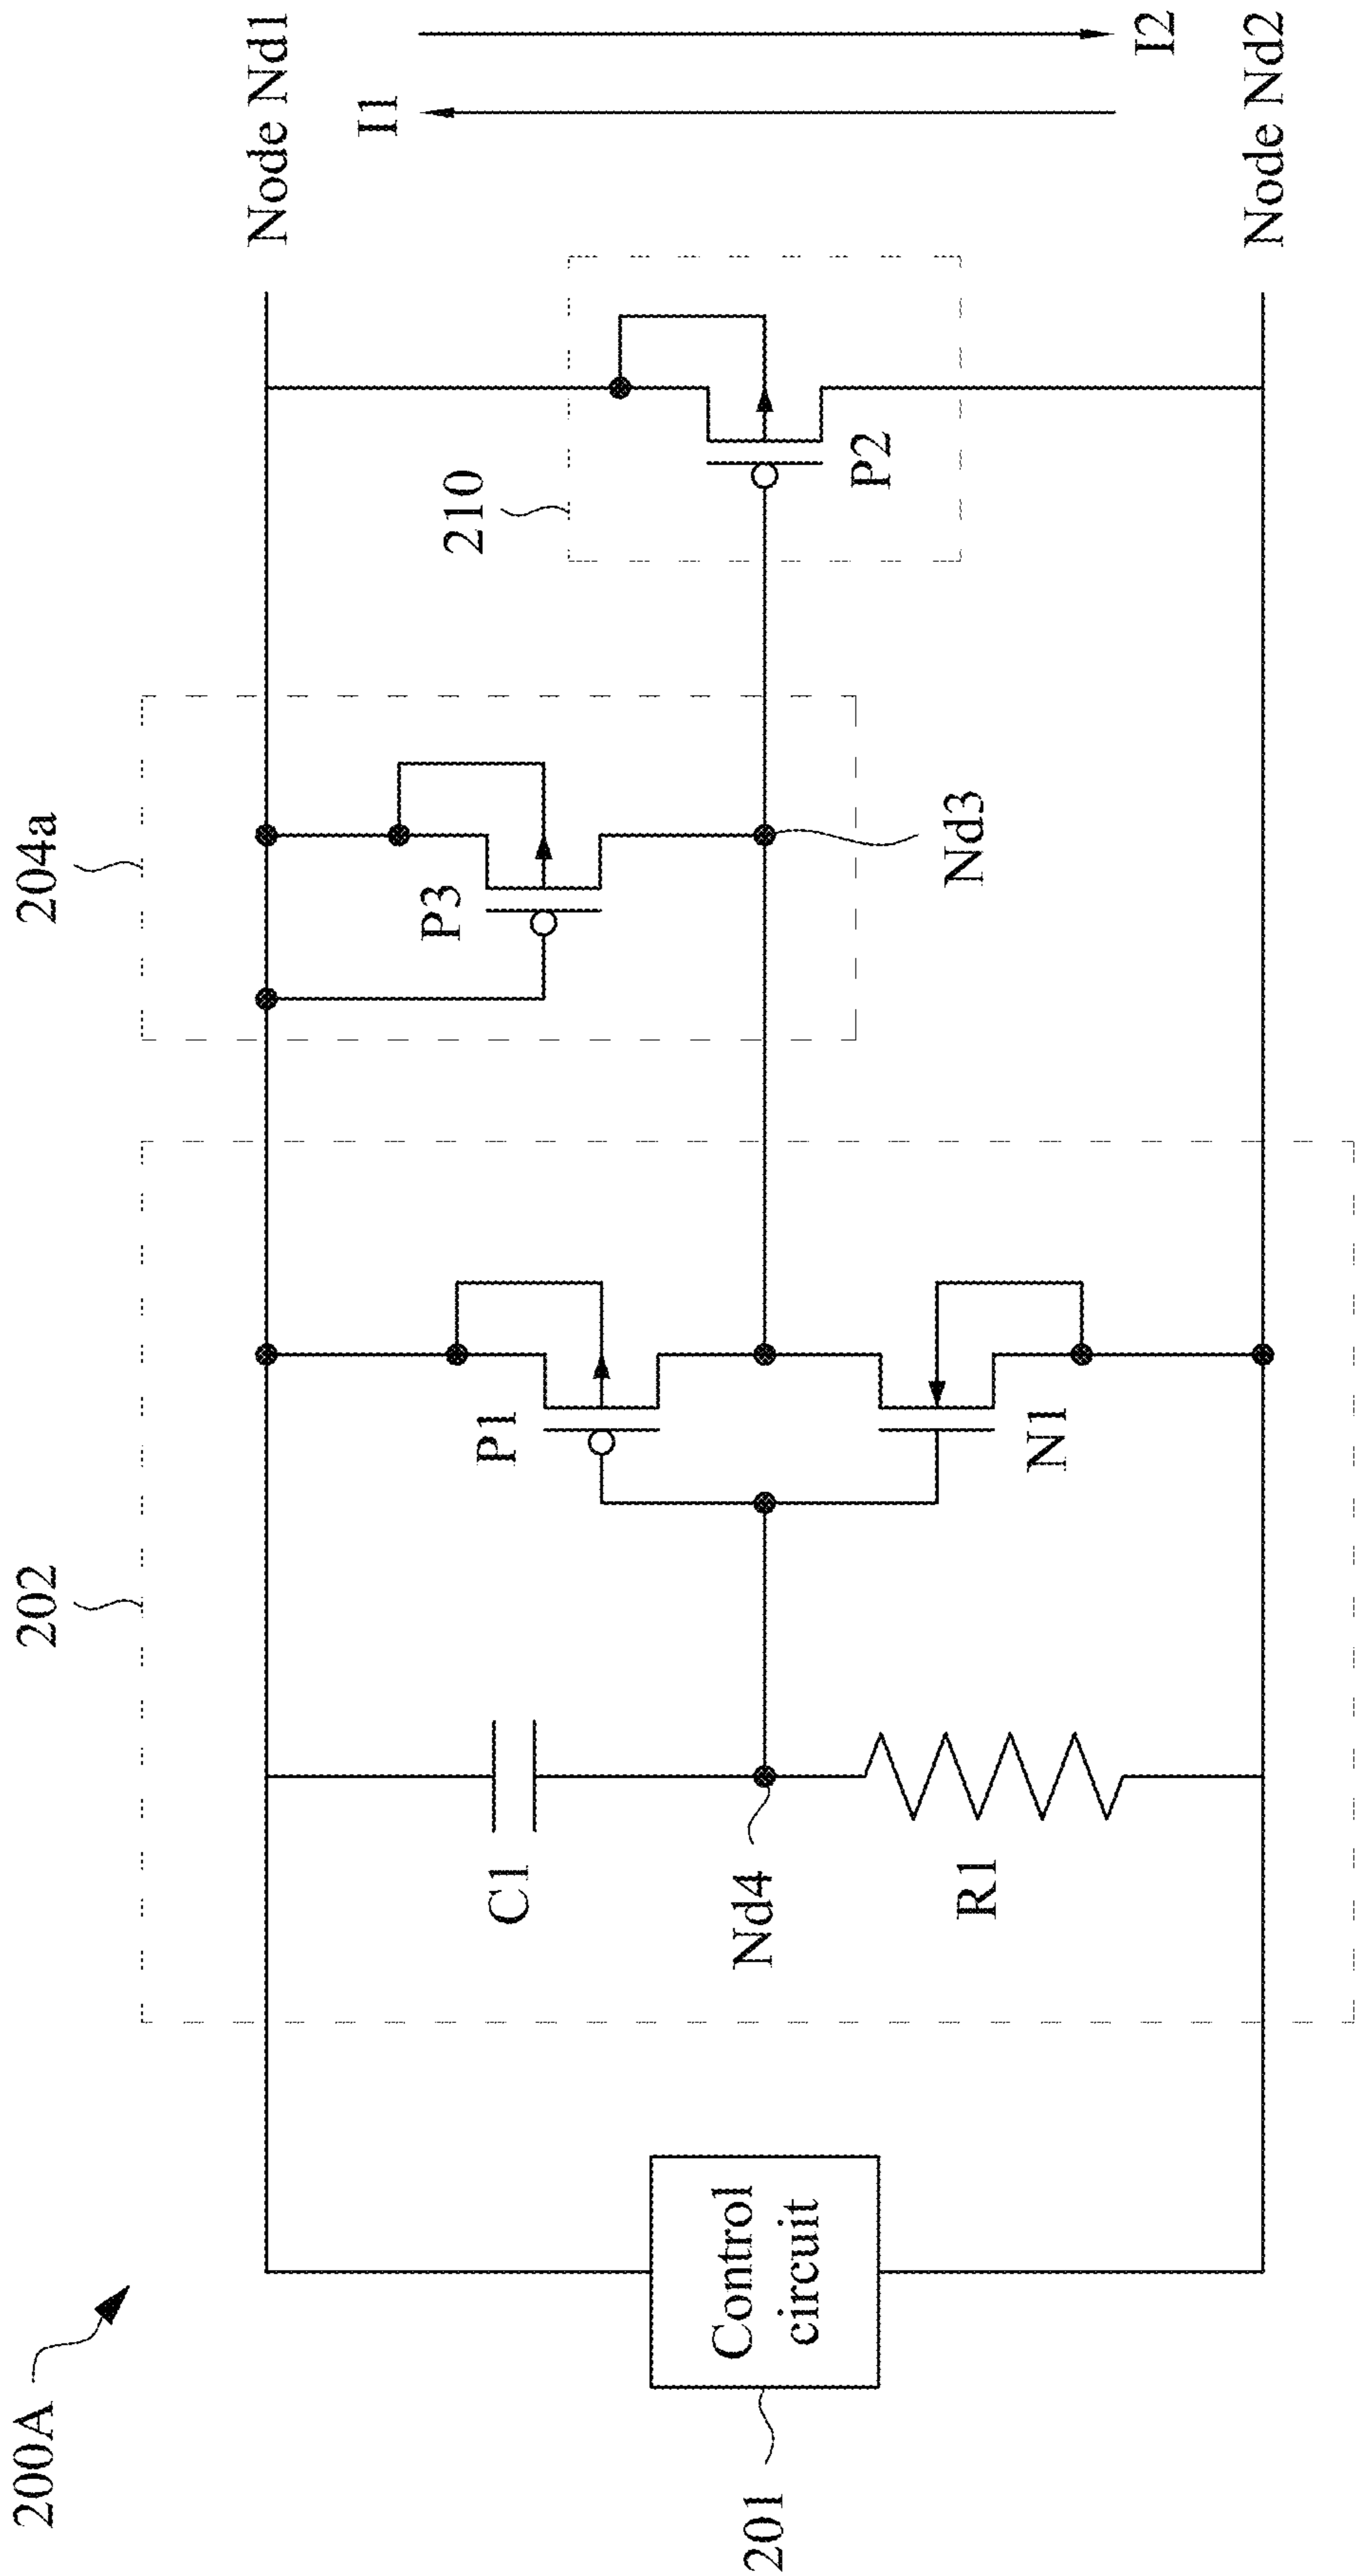 200A
202
204a
Node Nd1
I1
210
P3
P1
C1
Nd4
Control
circuit
201
P2
Nd3
N1
R1
I2
Node Nd2